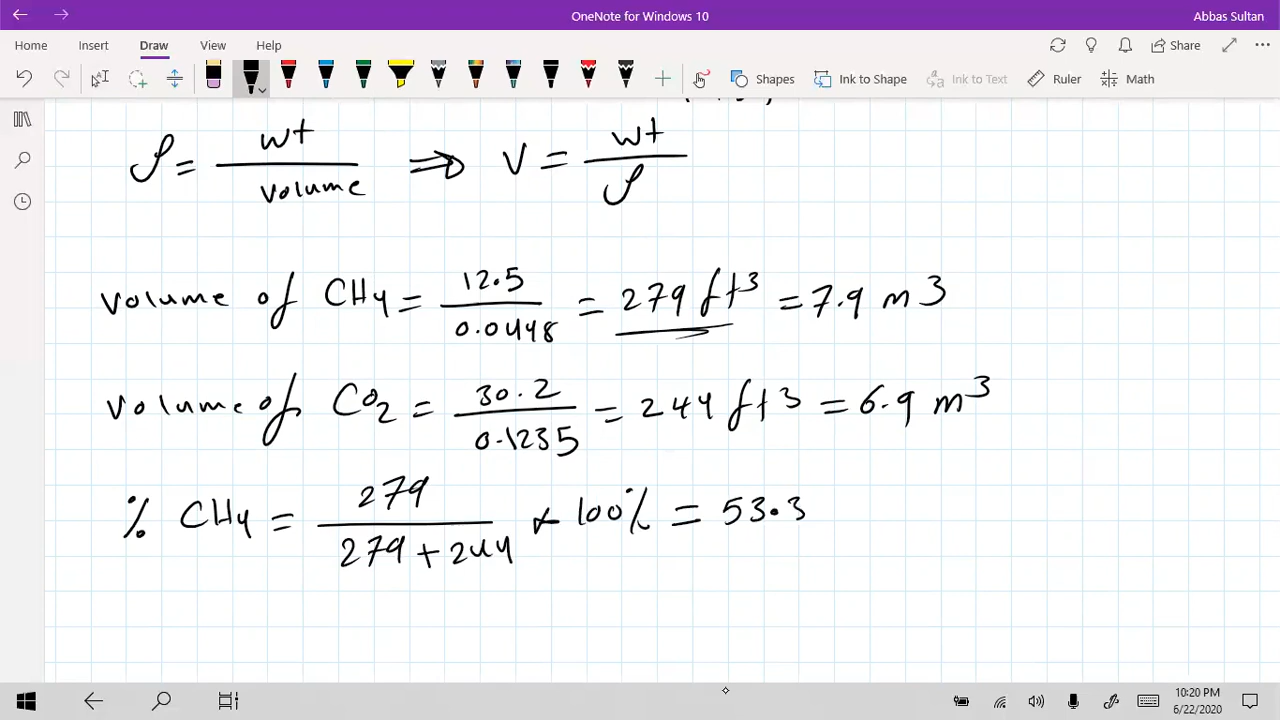 OneNote for Windows 10
Abbas Sultan
Home Insert Draw View Help
Share
Shapes Ink to Shape Ink to Text Ruler Math
ρ = wt / volume ⇒ V = wt / ρ
volume of CH4 = 12.5 / 0.0448 = 279 ft³ = 7.9 m³
volume of CO2 = 30.2 / 0.1235 = 244 ft³ = 6.9 m³
% CH4 = 279 / 279 + 244 * 100% = 53.3
10:20 PM
6/22/2020